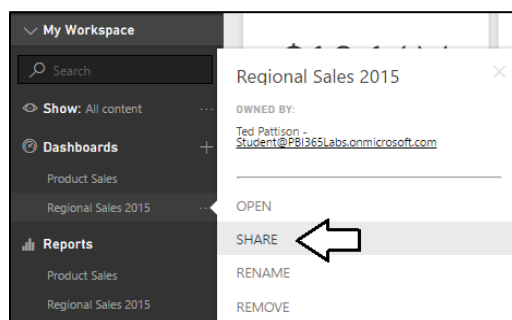 My Workspace
Search
Show: All content
Dashboards
Product Sales
Regional Sales 2015
Reports
Product Sales
Regional Sales 2015
Regional Sales 2015
OWNED BY:
Ted Pattison -
Student@PBI365Labs.onmicrosoft.com
OPEN
SHARE
RENAME
REMOVE